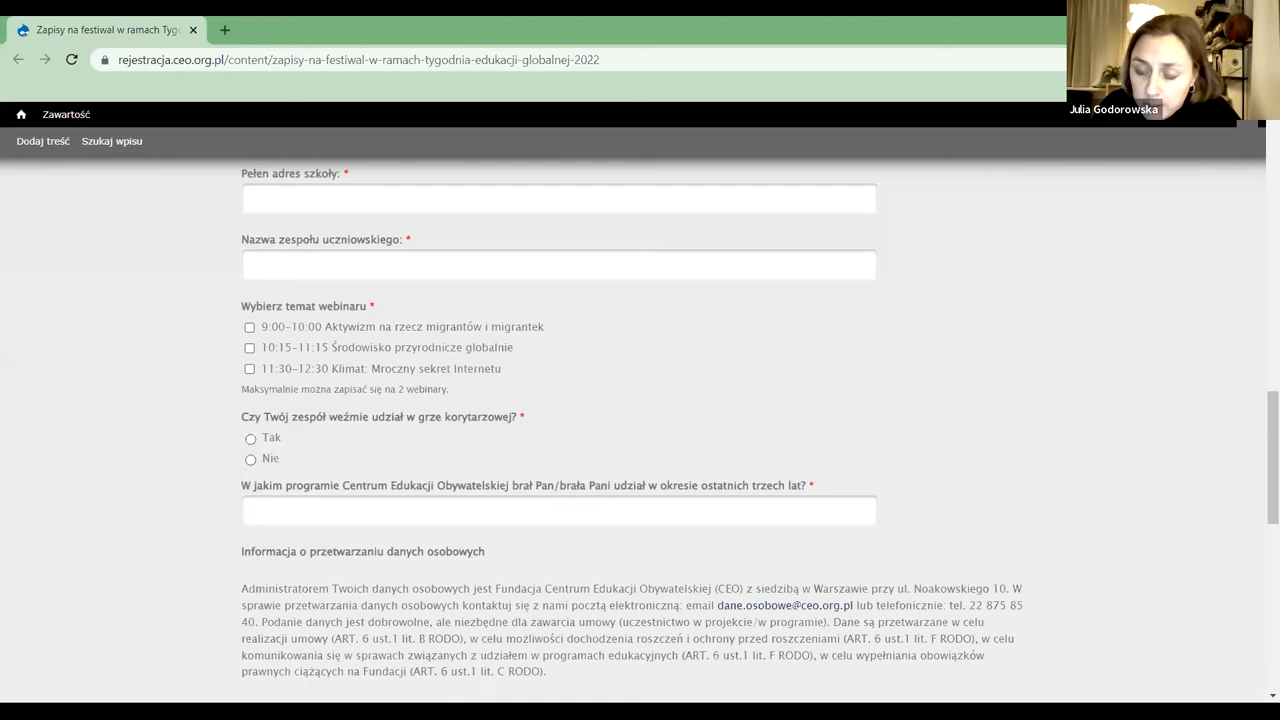 Zapisy na festiwal w ramach Tyg
rejestracja.ceo.org.pl/content/zapisy-na-festiwal-w-ramach-tygodnia-edukacji-globalnej-2022
Julia Godorowska
Zawartość
Dodaj treść Szukaj wpisu
Pełen adres szkoły: *
Nazwa zespołu uczniowskiego: *
Wybierz temat webinaru *
9:00-10:00 Aktywizm na rzecz migrantów i migrantek
10:15-11:15 Środowisko przyrodnicze globalnie
11:30-12:30 Klimat: Mroczny sekret Internetu
Maksymalnie można zapisać się na 2 webinary.
Czy Twój zespół weźmie udział w grze korytarzowej? *
Tak
Nie
W jakim programie Centrum Edukacji Obywatelskiej brał Pan/brała Pani udział w okresie ostatnich trzech lat? *
Informacja o przetwarzaniu danych osobowych
Administratorem Twoich danych osobowych jest Fundacja Centrum Edukacji Obywatelskiej (CEO) z siedzibą w Warszawie przy ul. Noakowskiego 10. W
sprawie przetwarzania danych osobowych kontaktuj się z nami pocztą elektroniczną: email dane.osobowe@ceo.org.pl lub telefonicznie: tel. 22 875 85
40. Podanie danych jest dobrowolne, ale niezbędne dla zawarcia umowy (uczestnictwo w projekcie/w programie). Dane są przetwarzane w celu
realizacji umowy (ART. 6 ust.1 lit. B RODO), w celu możliwości dochodzenia roszczeń i ochrony przed roszczeniami (ART. 6 ust.1 lit. F RODO), w celu
komunikowania się w sprawach związanych z udziałem w programach edukacyjnych (ART. 6 ust.1 lit. F RODO), w celu wypełniania obowiązków
prawnych ciążących na Fundacji (ART. 6 ust.1 lit. C RODO).